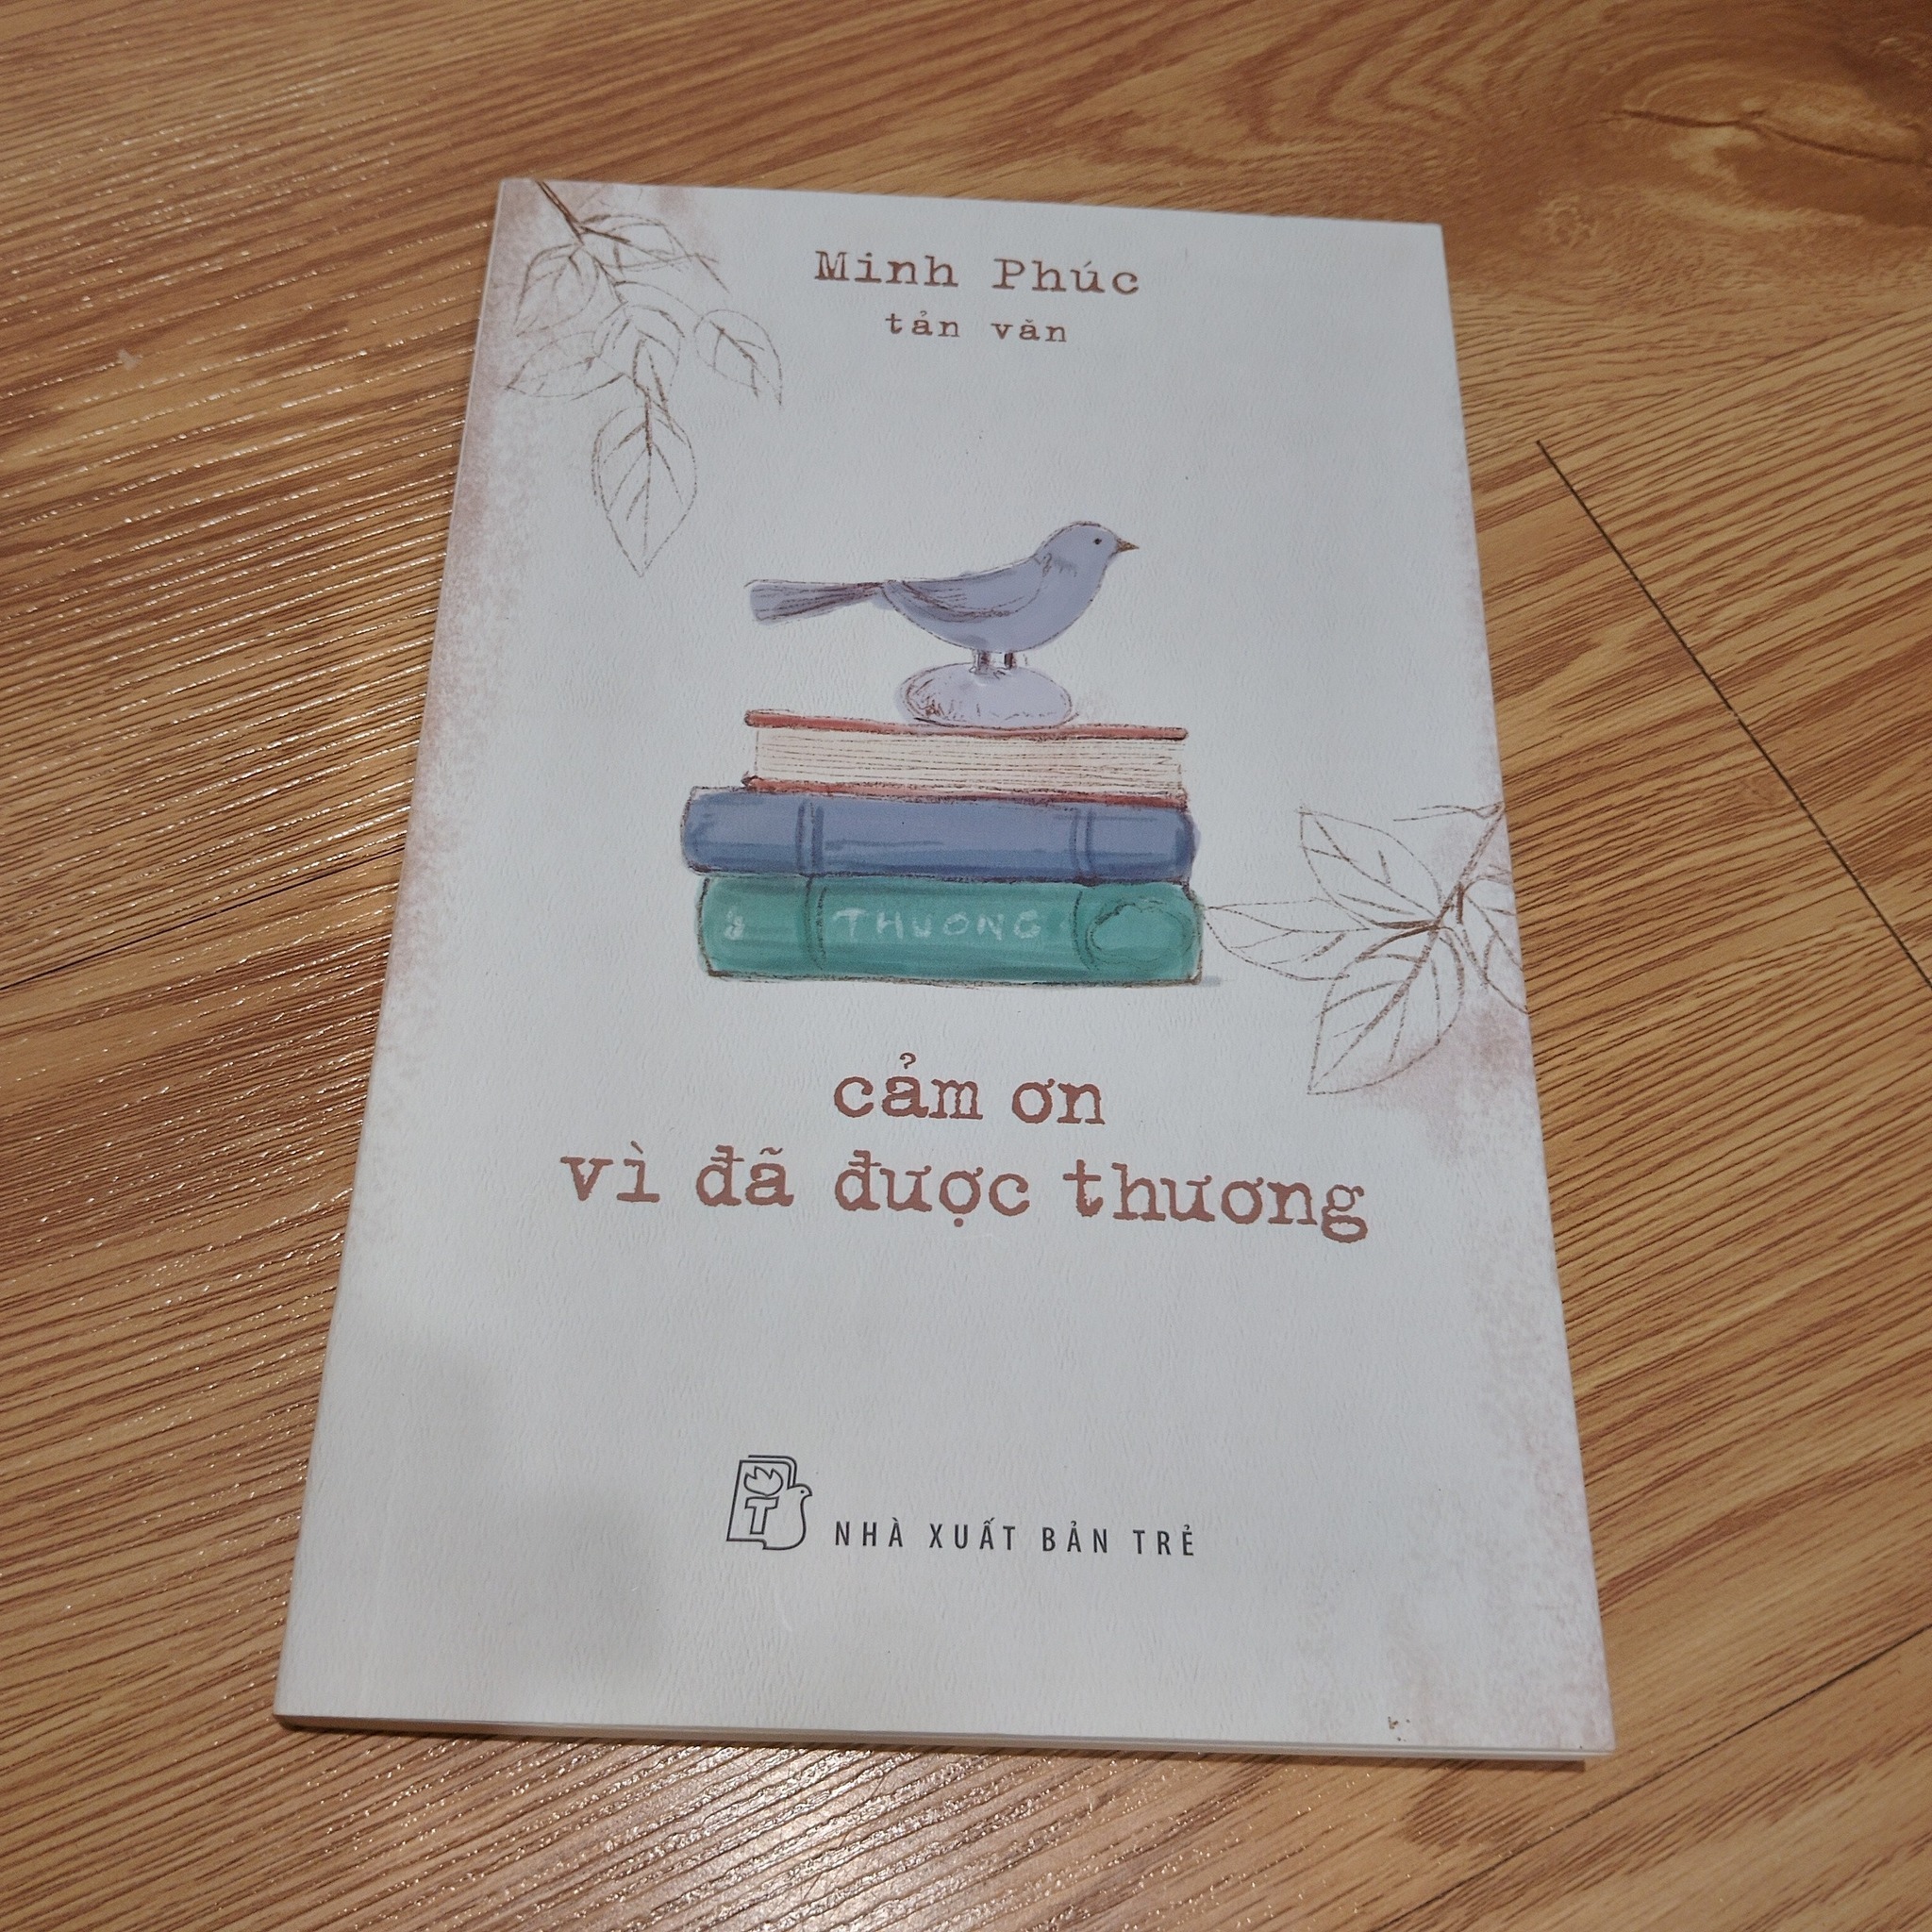 Minh Phúc
tản văn
THUONG
cảm ơn
vì đã được thương
T
NHÀ XUẤT BẢN TRẺ